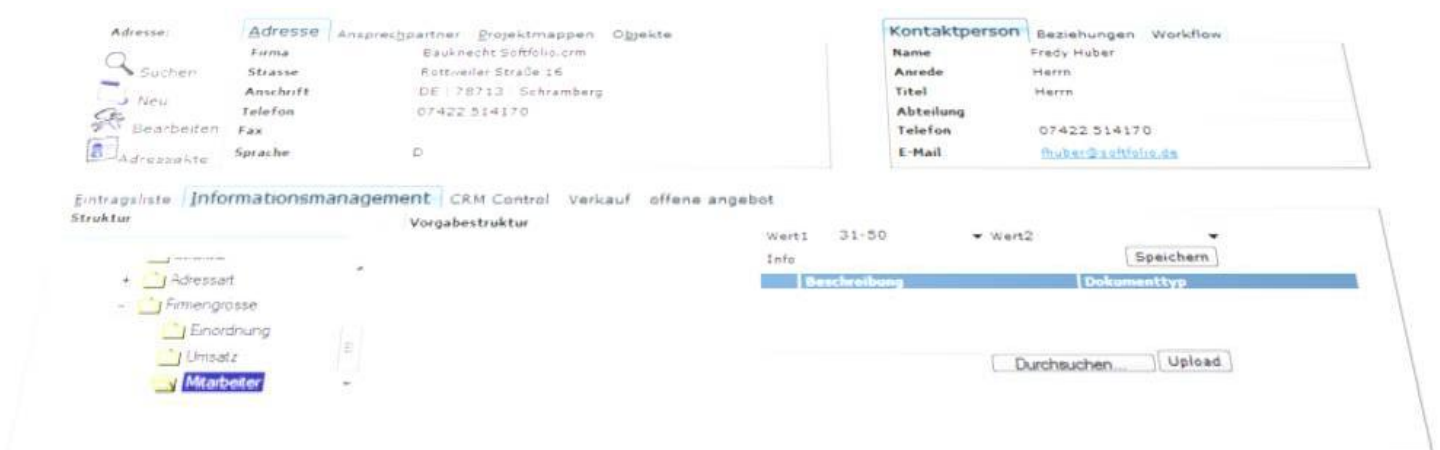 Adresse:
Adresse Ansprechpartner Projektmappen Objekte
Firma Bauknecht Softfolio.crm
Suchen Strasse Rottweiler Straße 16
Anschrift DE 78713 Schramberg
Neu
Telefon 07422 514170
Bearbeiten Fax
Adressakte Sprache D
Kontaktperson Beziehungen Workflow
Name Fredy Huber
Anrede Herrn
Titel Herrn
Abteilung
Telefon 07422 514170
E-Mail fhuber@softfolio.de
Eintragsliste Informationsmanagement CRM Control Verkauf offene angebot
Struktur Vorgabestruktur
Wert1 31-50 Wert2
Info Speichern
Beschreibung Dokumenttyp
+ Adressart
- Firmengrosse
Einordnung
Umsatz
Mitarbeiter
Durchsuchen... Upload